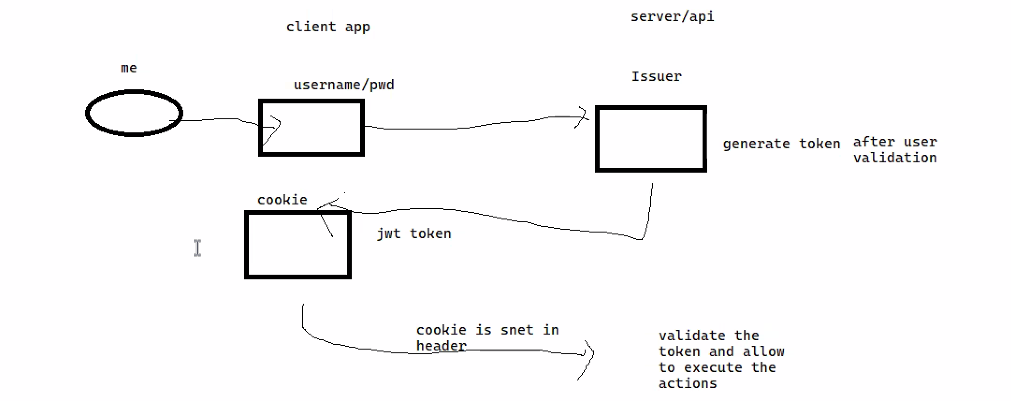 server/api
client app
me
Issuer
username/pwd
generate token
after user
validation
cookie
jwt token
cookie is snet in
header
validate the
token and allow
to execute the
actions